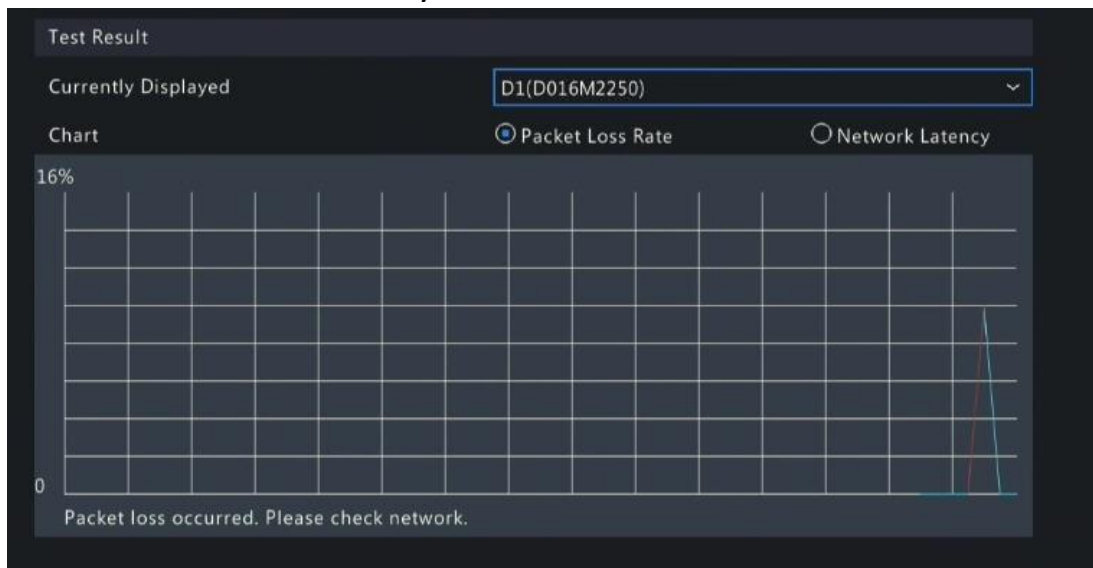 Test Result
Currently Displayed D1(D016M2250)
Chart Packet Loss Rate Network Latency
16%
0
Packet loss occurred. Please check network.